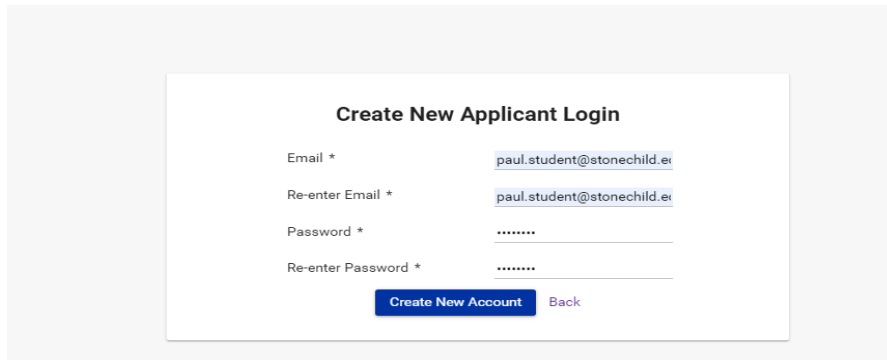 Create New Applicant Login
Email * paul.student@stonechild.e
Re-enter Email * paul.student@stonechild.e
Password * ••••••••
Re-enter Password * ••••••••
Create New Account Back